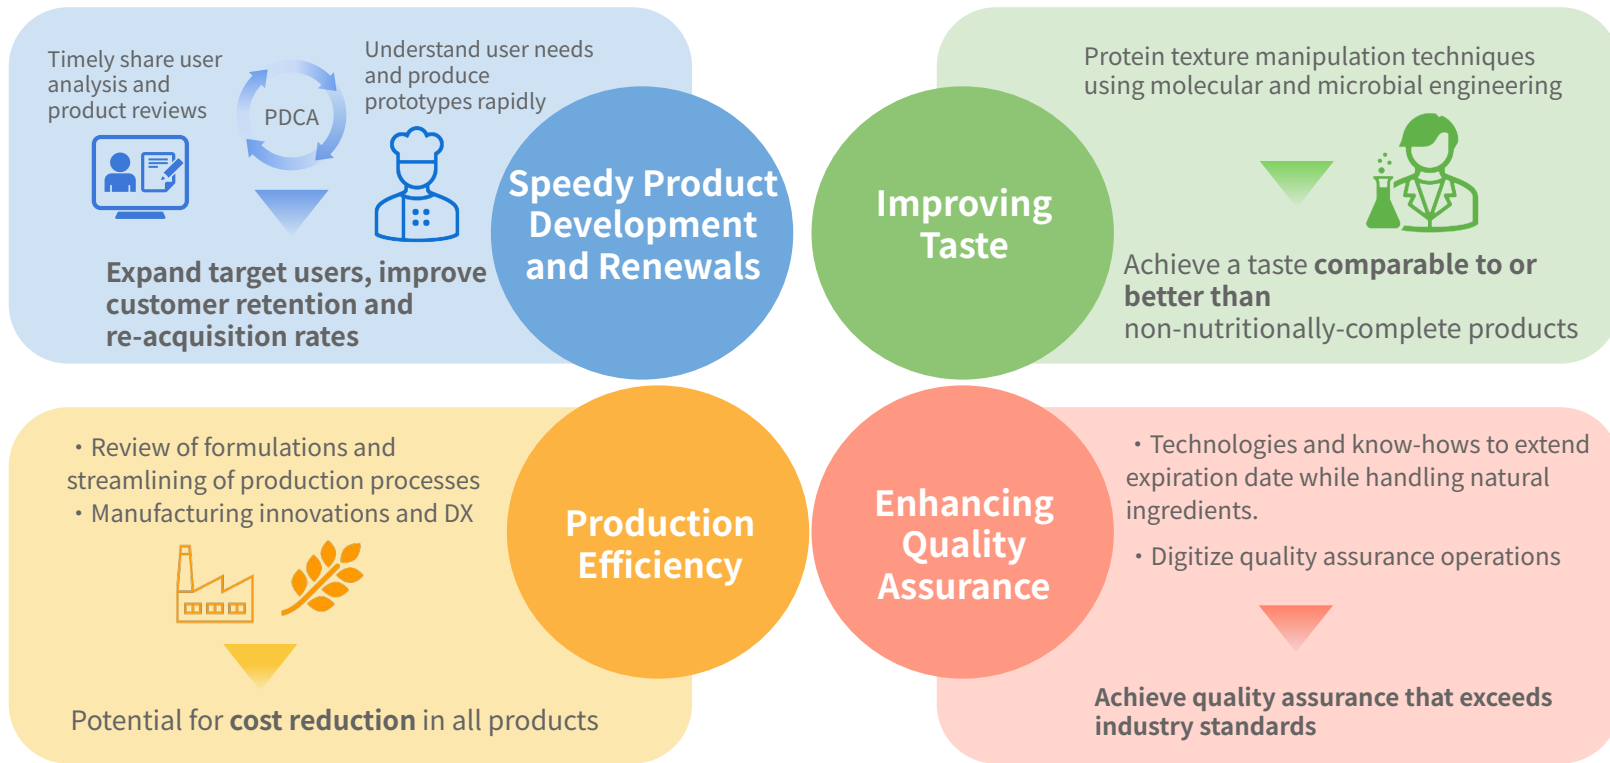 Timely share user
analysis and
product reviews
PDCA
Understand user needs
and produce
prototypes rapidly
Expand target users, improve
customer retention and
re-acquisition rates
Speedy Product
Development
and Renewals
Improving
Taste
Protein texture manipulation techniques
using molecular and microbial engineering
Achieve a taste comparable to or
better than
non-nutritionally-complete products
・Review of formulations and
streamlining of production processes
・Manufacturing innovations and DX
Potential for cost reduction in all products
Production
Efficiency
Enhancing
Quality
Assurance
・Technologies and know-hows to extend
expiration date while handling natural
ingredients.
・Digitize quality assurance operations
Achieve quality assurance that exceeds
industry standards